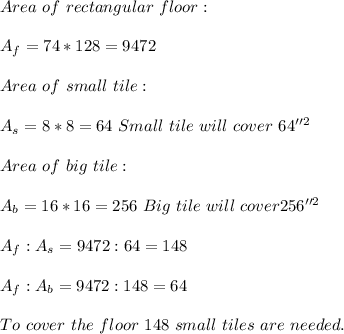 Area of rectangular floor :
A_f = 74 * 128 = 9472
Area of small tile :
A_s = 8 * 8 = 64 Small tile will cover 64''²
Area of big tile :
A_b = 16 * 16 = 256 Big tile will cover256''²
A_f : A_s = 9472 : 64 = 148
A_f : A_b = 9472 : 148 = 64
To cover the floor 148 small tiles are needed.